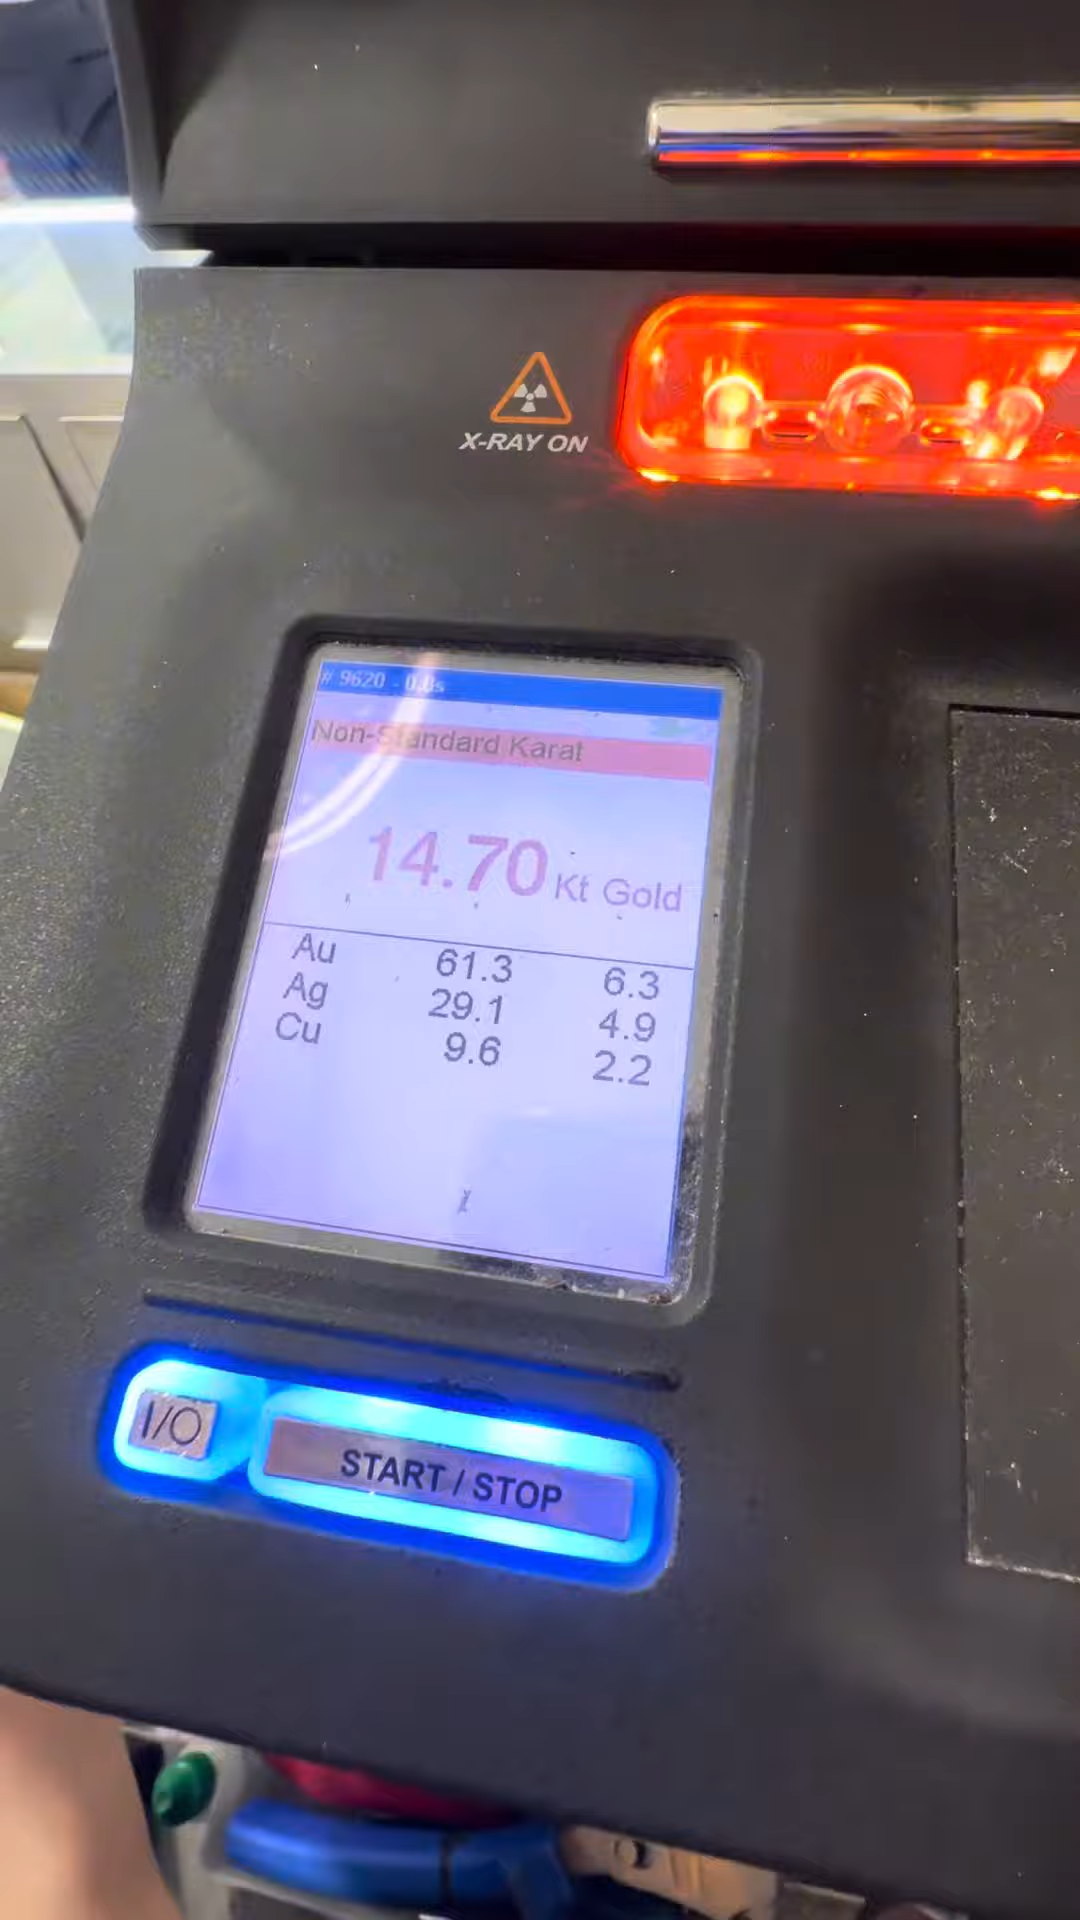 X-RAY ON
# 9620 - 0.8s
Non-Standard Karat
14.70 Kt Gold
Au 61.3 6.3
Ag 29.1 4.9
Cu 9.6 2.2
I/O
START / STOP